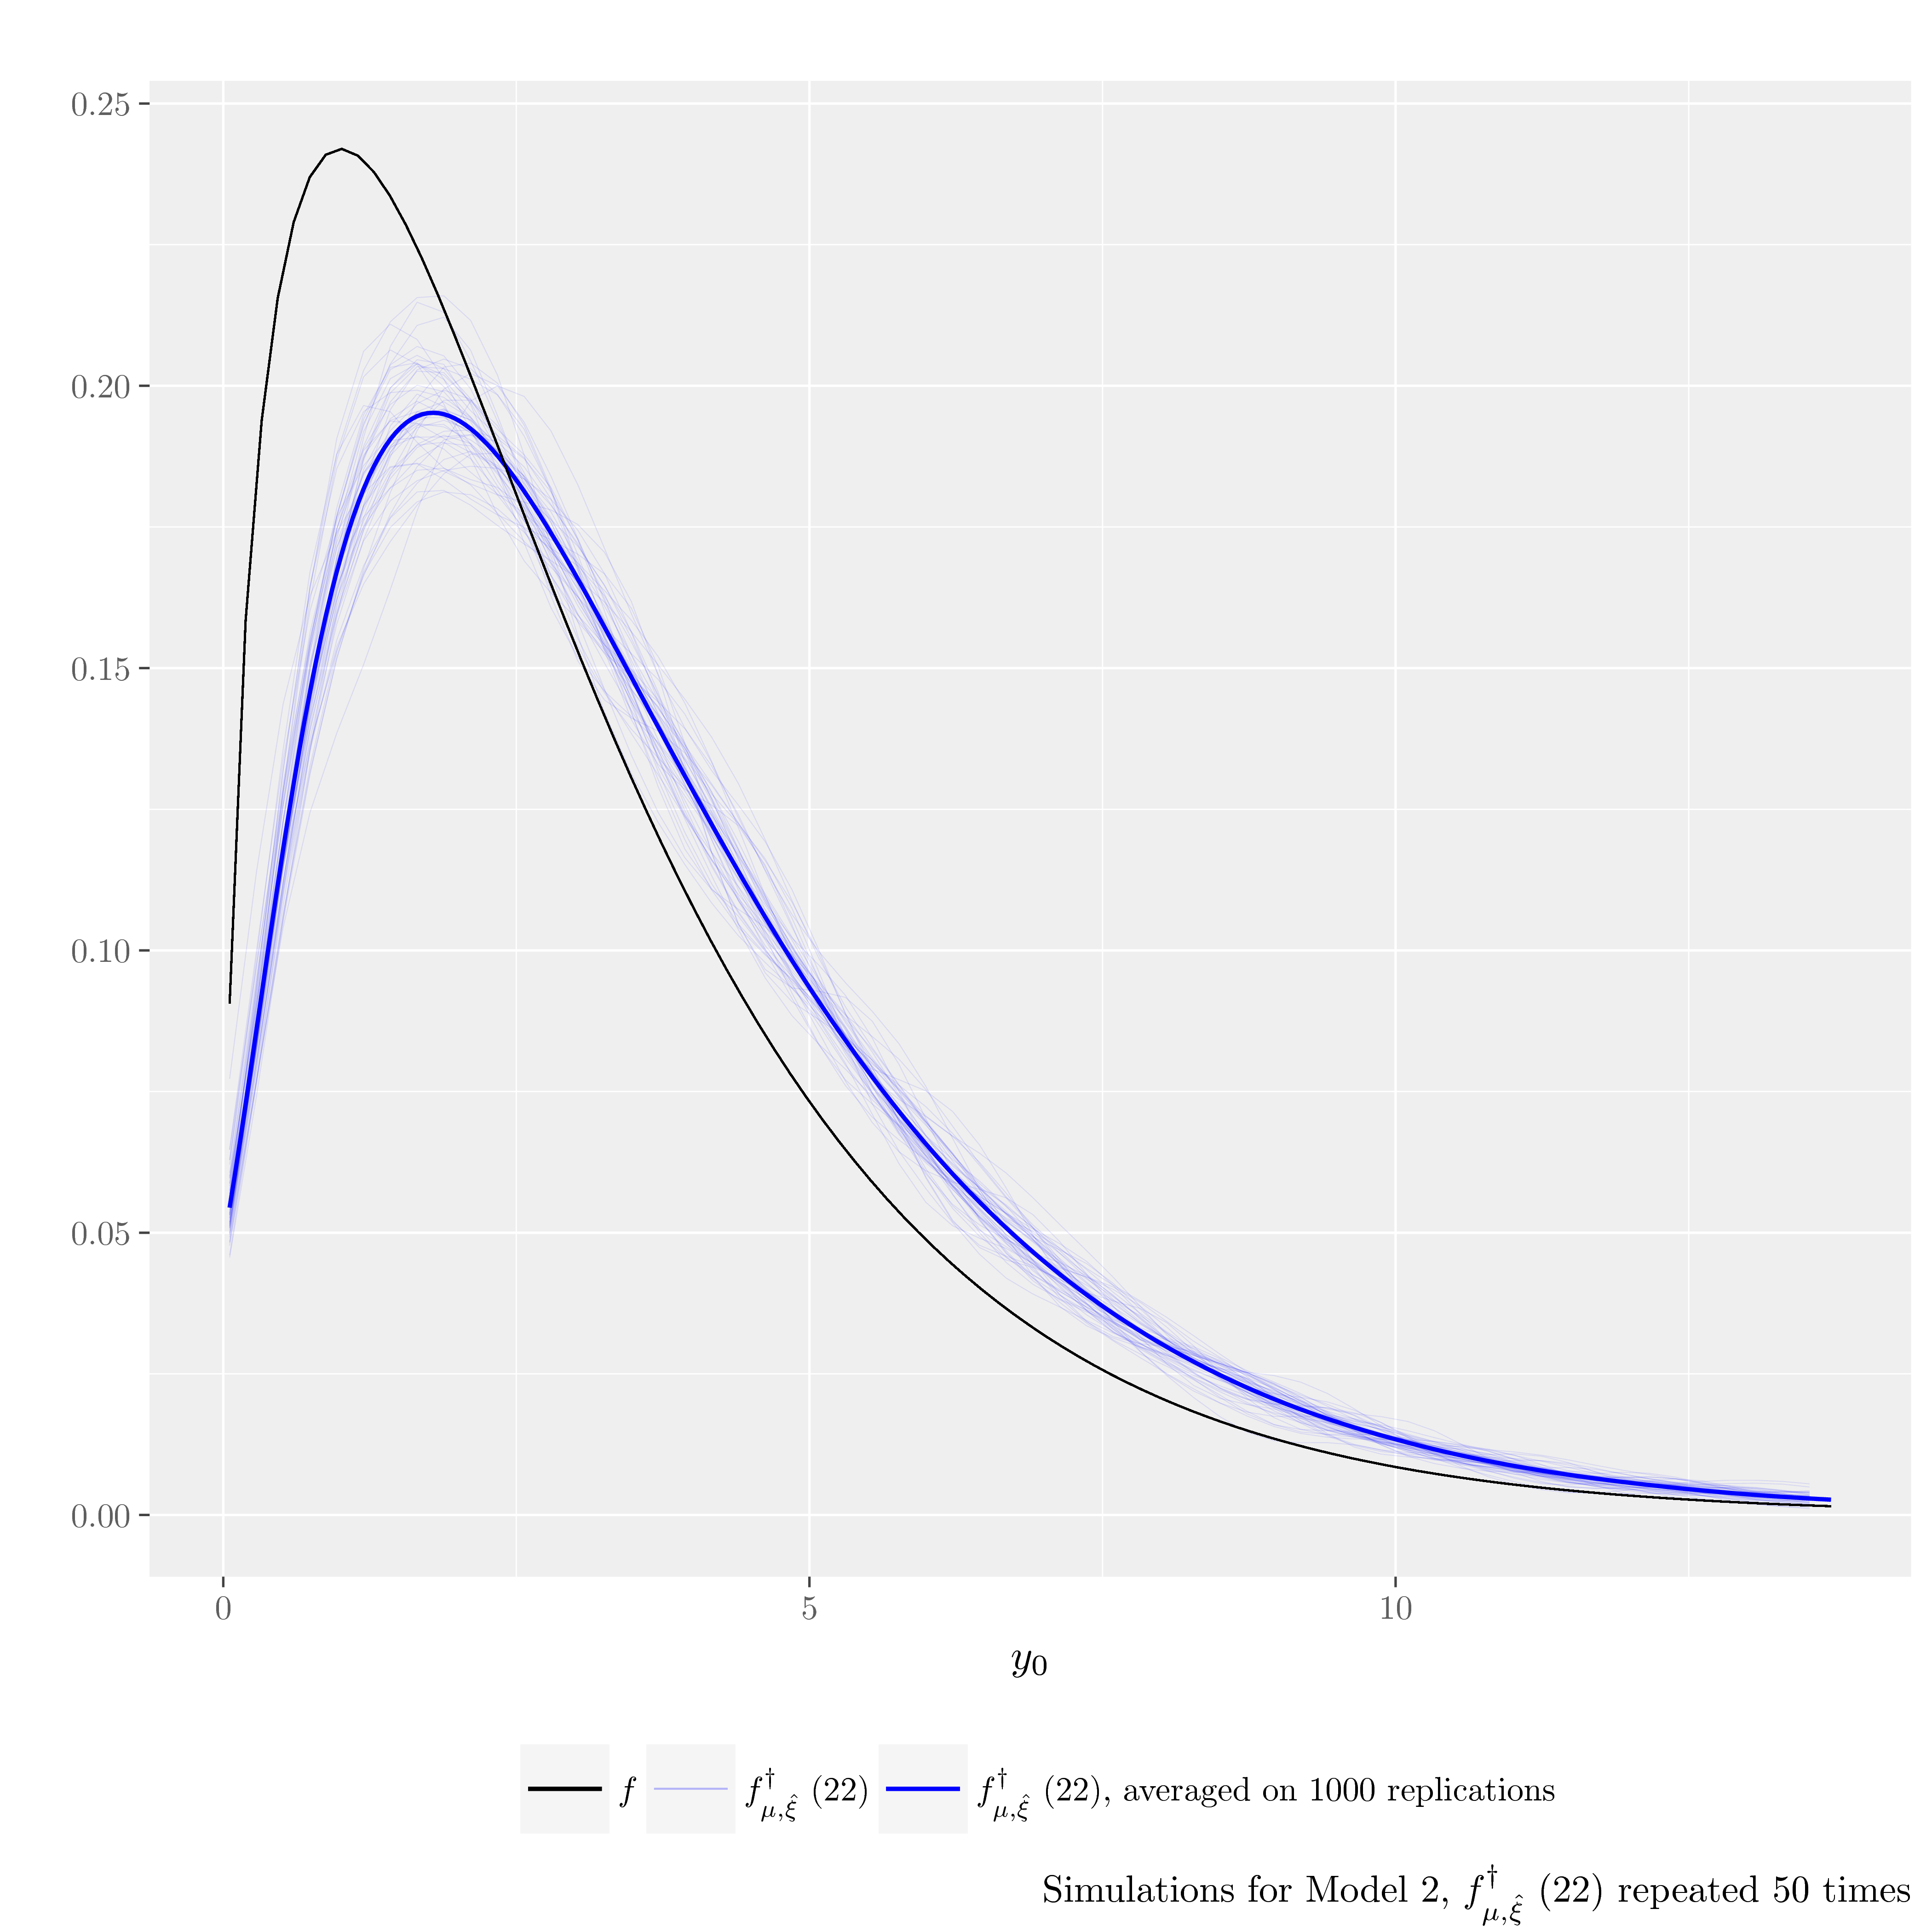 0.25
0.20
0.15
0.10
0.05
0.00
0 5 10
y₀
f f†μ,ξ̂ (22) f†μ,ξ̂ (22), averaged on 1000 replications
Simulations for Model 2, f†μ,ξ̂ (22) repeated 50 times